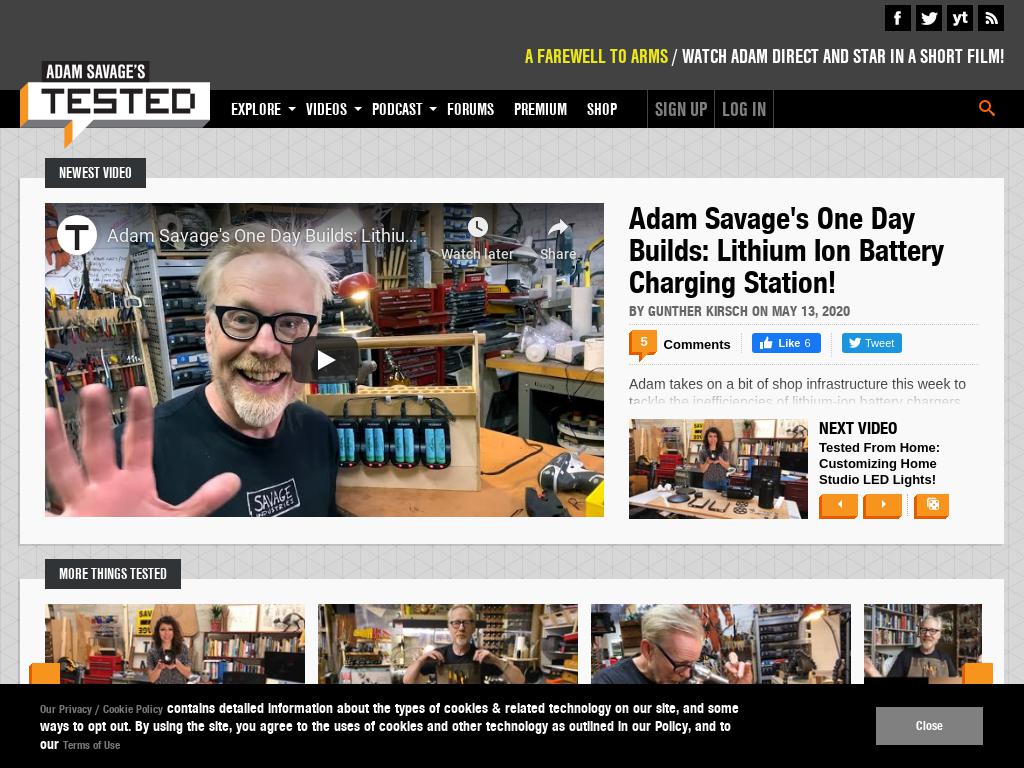 f
yt
A FAREWELL TO ARMS / WATCH ADAM DIRECT AND STAR IN A SHORT FILM!
ADAM SAVAGE'S
TESTED
EXPLORE VIDEOS PODCAST FORUMS PREMIUM SHOP SIGN UP LOG IN
NEWEST VIDEO
T
Adam Savage's One Day Builds: Lithiu...
Watch later
Share
SAVAGE
INDUSTRIES
Adam Savage's One Day
Builds: Lithium Ion Battery
Charging Station!
BY GUNTHER KIRSCH ON MAY 13, 2020
5 Comments
Like 6
Tweet
Adam takes on a bit of shop infrastructure this week to
tackle the inefficiencies of lithium-ion battery chargers.
NEXT VIDEO
Tested From Home:
Customizing Home
Studio LED Lights!
MORE THINGS TESTED
Our Privacy / Cookie Policy contains detailed information about the types of cookies & related technology on our site, and some
ways to opt out. By using the site, you agree to the uses of cookies and other technology as outlined in our Policy, and to
our Terms of Use
Close